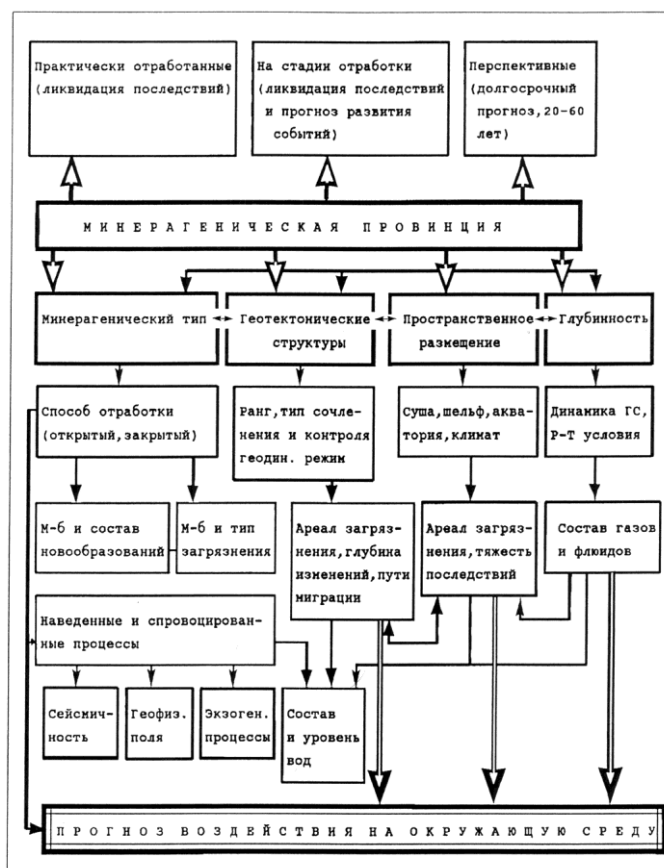 Практически отработанные
(ликвидация последствий)
На стадии отработки
(ликвидация последствий
и прогноз развития
событий)
Перспективные
(долгосрочный
прогноз,20-60
лет)
МИНЕРАГЕНИЧЕСКАЯ ПРОВИНЦИЯ
Минерагенический тип
Геотектонические
структуры
Пространственное
размещение
Глубинность
Способ отработки
(открытый,закрытый)
Ранг,тип сочле-
нения и контроля
геодин. режим
Суша,шельф,аква-
тория,климат
Динамика ГС,
Р-Т условия
М-б и состав
новообразований
М-б и тип
загрязнения
Ареал загряз-
нения,глубина
изменений,пути
миграции
Ареал загряз-
нения,тяжесть
последствий
Состав газов
и флюидов
Наведенные и спровоцирован-
ные процессы
Сейсмич-
ность
Геофиз.
поля
Экзоген.
процессы
Состав
и уровень
вод
ПРОГНОЗ ВОЗДЕЙСТВИЯ НА ОКРУЖАЮЩУЮ СРЕДУ